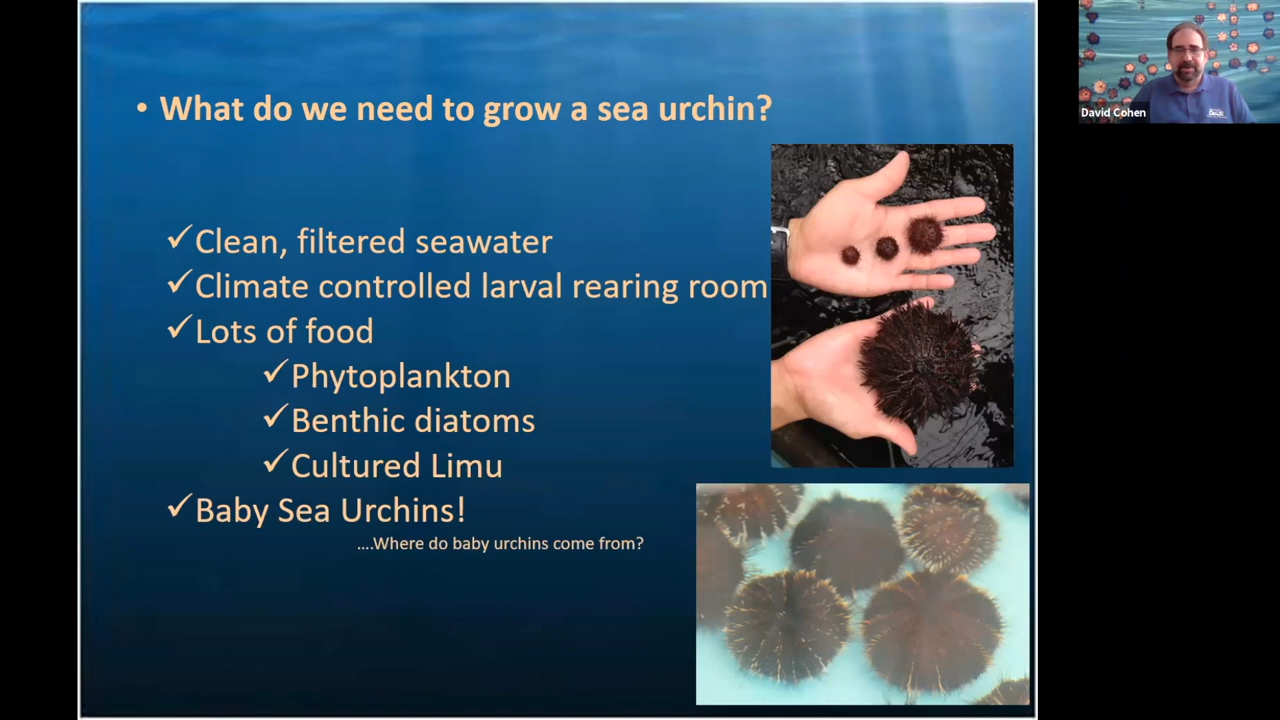 • What do we need to grow a sea urchin?
✓Clean, filtered seawater
✓Climate controlled larval rearing room
✓Lots of food
✓Phytoplankton
✓Benthic diatoms
✓Cultured Limu
✓Baby Sea Urchins!
....Where do baby urchins come from?
David Cohen